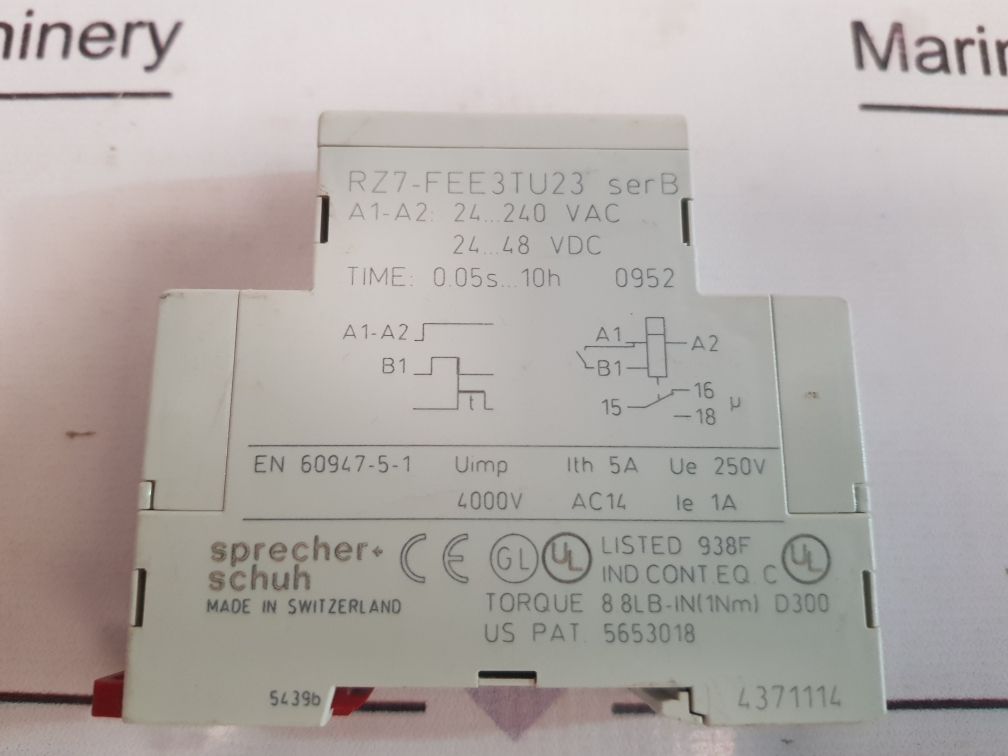 Marin
RZ7-FEE3TU23 serB
A1-A2: 24...240 VAC
24...48 VDC
TIME: 0.05s...10h 0952
A1-A2
B1
t
A1
A2
B1
15
16
18
µ
EN 60947-5-1 Uimp Ith 5A Ue 250V
4000V AC14 Ie 1A
sprecher+
schuh
MADE IN SWITZERLAND
CE GL UL LISTED 938F UL
IND CONT EQ C
TORQUE 8 8LB-IN(1Nm) D300
US PAT. 5653018
5439b
4371114